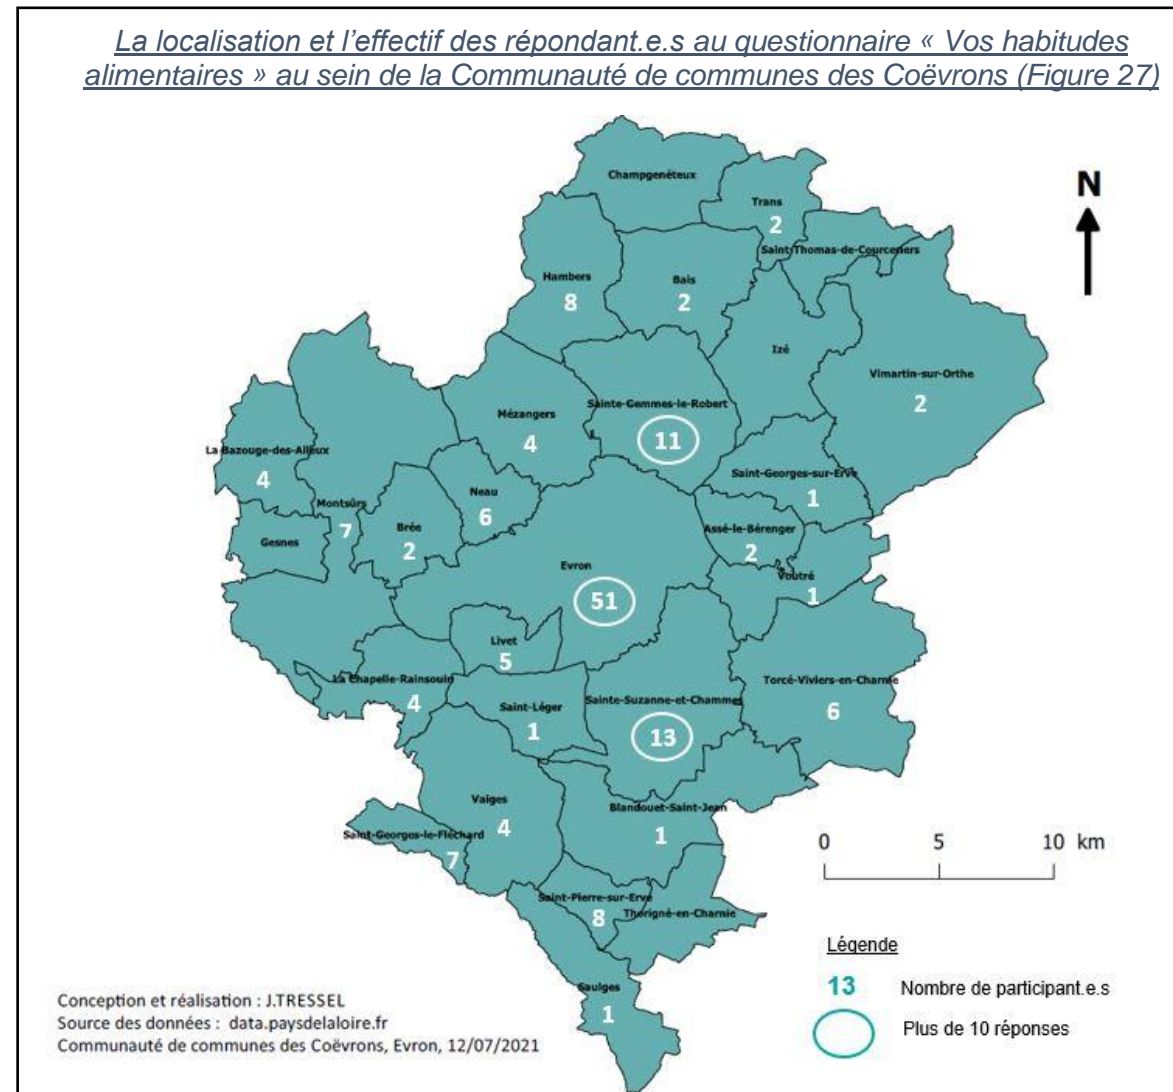 La localisation et l’effectif des répondant.e.s au questionnaire « Vos habitudes
alimentaires » au sein de la Communauté de communes des Coëvrons (Figure 27)
Champgenéteux
N
Trans
2
Saint-Thomas-de-Courceriers
Hambers
8
Bais
2
Izé
Vimartin-sur-Orthe
2
Mézangers
4
Sainte-Gemmes-le-Robert
11
La Bazouge-des-Alleux
4
Saint-Georges-sur-Erve
1
Neau
6
Montsûrs
7
Brée
2
Assé-le-Bérenger
2
Gesnes
Evron
51
Voutré
1
Livet
5
La Chapelle-Rainsouin
4
Saint-Léger
1
Sainte-Suzanne-et-Chammes
13
Torcé-Viviers-en-Charnie
6
Vaiges
4
Blandouet-Saint-Jean
1
Saint-Georges-le-Fléchard
7
0 5 10 km
Saint-Pierre-sur-Erve
8
Thorigné-en-Charnie
Saulges
1
Légende
13 Nombre de participant.e.s
Plus de 10 réponses
Conception et réalisation : J.TRESSEL
Source des données : data.paysdelaloire.fr
Communauté de communes des Coëvrons, Evron, 12/07/2021